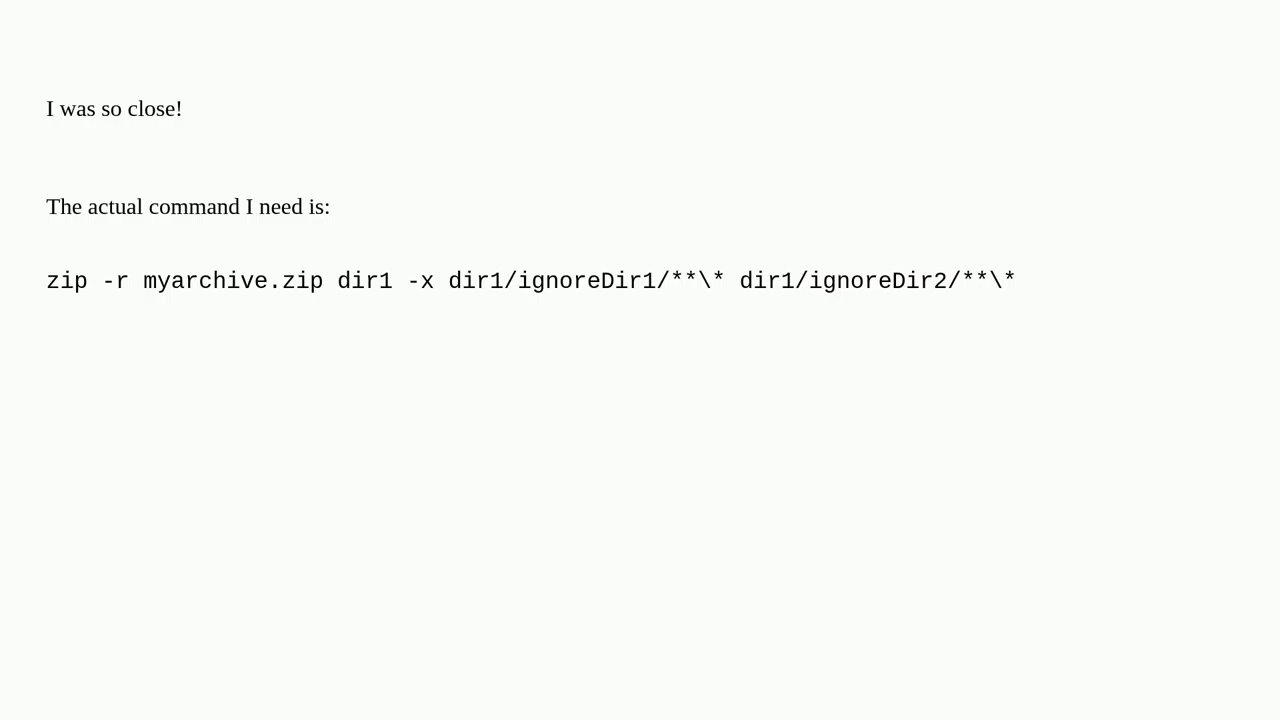 I was so close!
The actual command I need is:
zip -r myarchive.zip dir1 -x dir1/ignoreDir1/**\* dir1/ignoreDir2/**\*